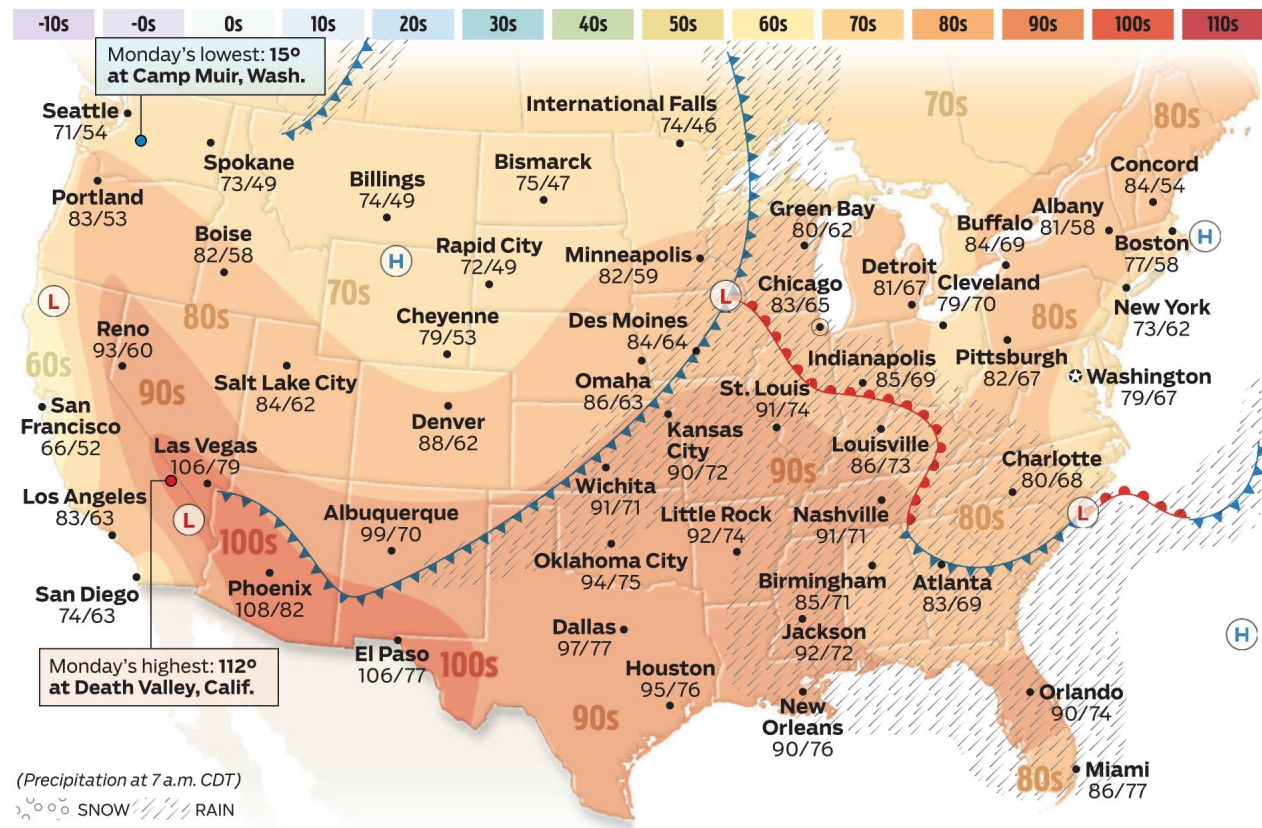 -10s -0s 0s 10s 20s 30s 40s 50s 60s 70s 80s 90s 100s 110s
Monday's lowest: 15°
at Camp Muir, Wash.
Seattle
71/54
Spokane
73/49
Portland
83/53
Billings
74/49
Bismarck
75/47
International Falls
74/46
70s
80s
Concord
84/54
Boise
82/58
H
Rapid City
72/49
Minneapolis
82/59
Green Bay
80/62
Buffalo
84/69
Albany
81/58
Boston
77/58
H
L
70s
80s
Cheyenne
79/53
L
Chicago
83/65
Detroit
81/67
Cleveland
79/70
New York
73/62
Reno
93/60
60s
90s
Salt Lake City
84/62
Des Moines
84/64
Omaha
86/63
Indianapolis
85/69
Pittsburgh
82/67
80s
Washington
79/67
San
Francisco
66/52
Denver
88/62
St. Louis
91/74
Kansas
City
90/72
Louisville
86/73
Las Vegas
106/79
Wichita
91/71
90s
Charlotte
80/68
Los Angeles
83/63
L
100s
Albuquerque
99/70
Little Rock
92/74
Nashville
91/71
80s
L
Oklahoma City
94/75
San Diego
74/63
Phoenix
108/82
Birmingham
85/71
Atlanta
83/69
Dallas
97/77
Jackson
92/72
H
Monday's highest: 112°
at Death Valley, Calif.
El Paso
106/77
100s
Houston
95/76
90s
New
Orleans
90/76
Orlando
90/74
80s
Miami
86/77
(Precipitation at 7 a.m. CDT)
SNOW RAIN